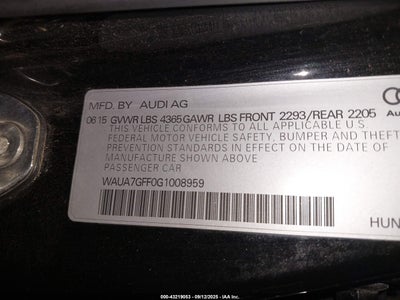 MFD. BY AUDI AG
06.15 GVWR LBS 4365 GAWR LBS FRONT 2293/REAR 2205
THIS VEHICLE CONFORMS TO ALL APPLICABLE
FEDERAL MOTOR VEHICLE SAFETY, BUMPER AND THEFT
PREVENTION STANDARDS IN EFFECT ON THE DATE
OF MANUFACTURE SHOWN ABOVE.
PASSENGER CAR
WAUA7GFF0G1008959
Au
HUN
000-43219053 - 09/12/2025 - IAA Inc.